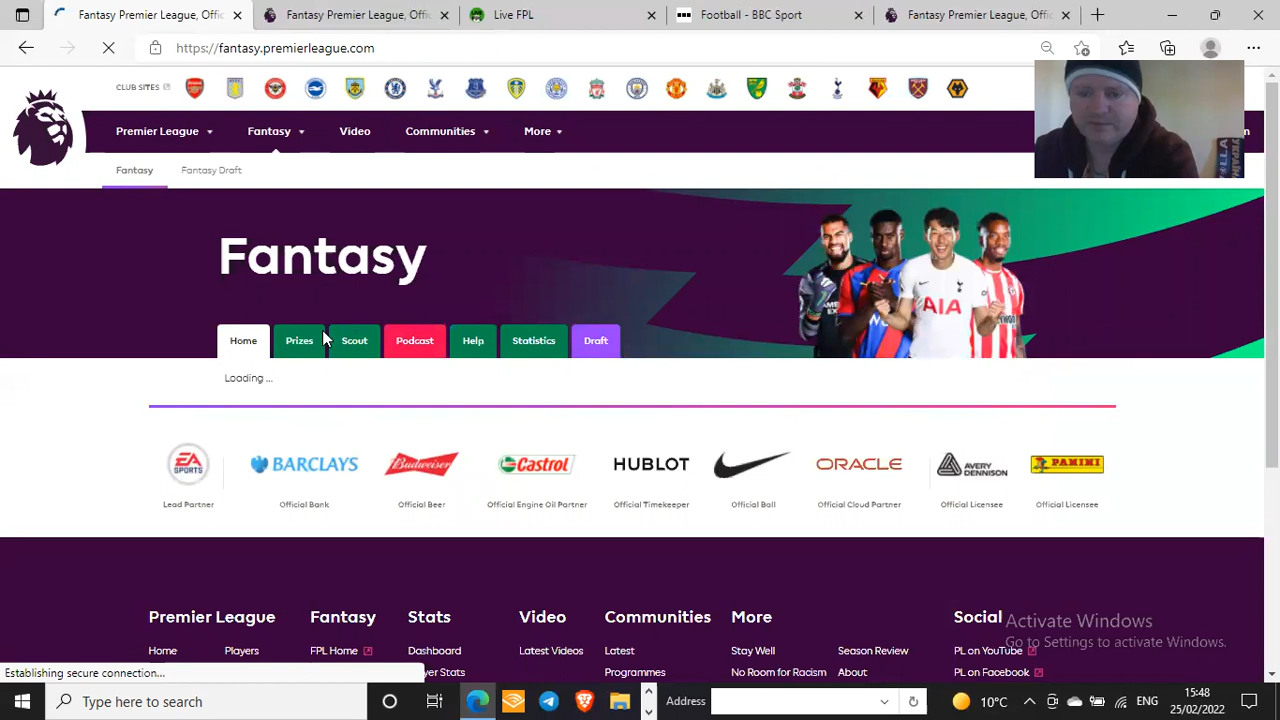 1. Fantasy Premier League, Offici
Live FPL
Football - BBC Sport
Fantasy Premier League, Offici
https://fantasy.premierleague.com
CLUB SITES
Premier League
Fantasy
Video
Communities
More
Fantasy
Fantasy Draft
Fantasy
AIA
Home
Prizes
Scout
Podcast
Help
Statistics
Draft
Loading ...
EA SPORTS
BARCLAYS
Budweiser
Castrol
HUBLOT
ORACLE
AVERY DENNISON
PANINI
Lead Partner
Official Bank
Official Beer
Official Engine Oil Partner
Official Timekeeper
Official Ball
Official Cloud Partner
Official Licensee
Official Licensee
Premier League
Fantasy
Stats
Video
Communities
More
Social
Activate Windows
Go to Settings to activate Windows.
Home
Players
FPL Home
Dashboard
Latest Videos
Latest
Stay Well
Season Review
PL on YouTube
Establishing secure connection...
yer Stats
Programmes
No Room for Racism
About
PL on Facebook
Type here to search
Address
10°C
ENG
15:48
25/02/2022